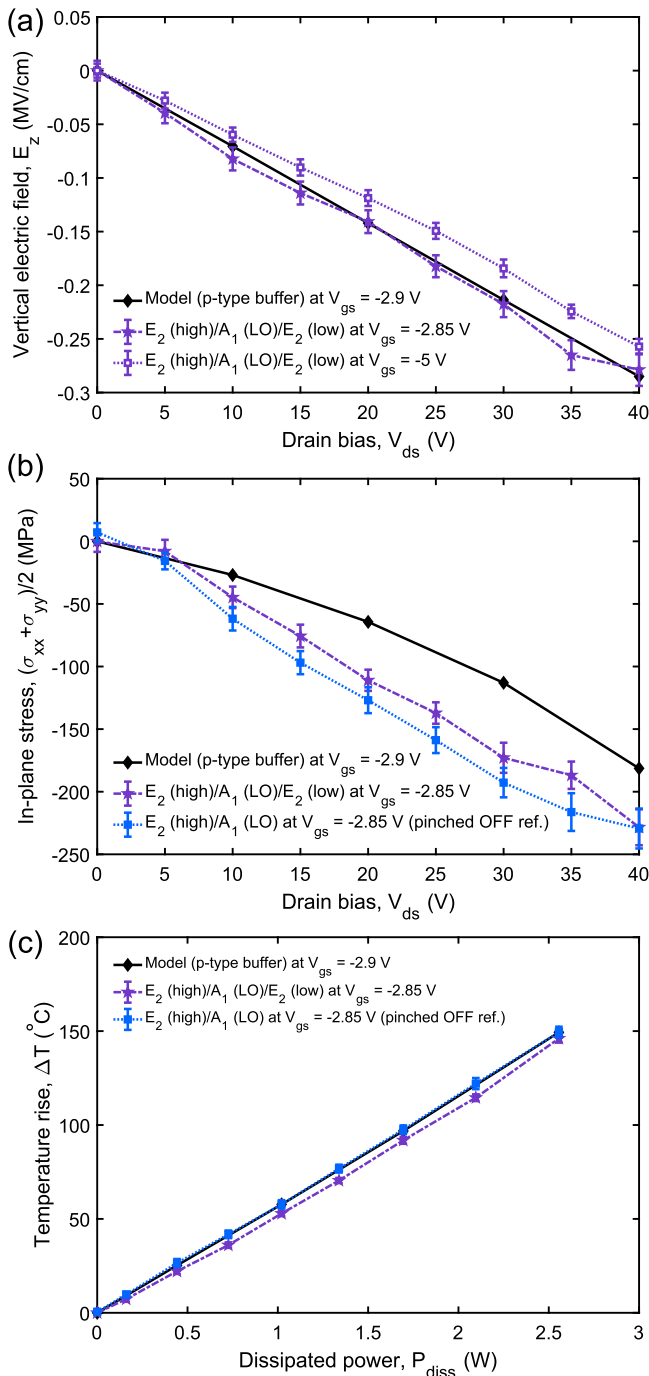 (a)
0.05
0
-0.05
-0.1
-0.15
-0.2
-0.25
-0.3
Vertical electric field, E_z (MV/cm)
Model (p-type buffer) at V_gs = -2.9 V
E_2 (high)/A_1 (LO)/E_2 (low) at V_gs = -2.85 V
E_2 (high)/A_1 (LO)/E_2 (low) at V_gs = -5 V
0 5 10 15 20 25 30 35 40
Drain bias, V_ds (V)
(b)
50
0
-50
-100
-150
-200
-250
In-plane stress, (σ_xx+σ_yy)/2 (MPa)
Model (p-type buffer) at V_gs = -2.9 V
E_2 (high)/A_1 (LO)/E_2 (low) at V_gs = -2.85 V
E_2 (high)/A_1 (LO) at V_gs = -2.85 V (pinched OFF ref.)
0 5 10 15 20 25 30 35 40
Drain bias, V_ds (V)
(c)
200
150
100
50
0
Temperature rise, ΔT (°C)
Model (p-type buffer) at V_gs = -2.9 V
E_2 (high)/A_1 (LO)/E_2 (low) at V_gs = -2.85 V
E_2 (high)/A_1 (LO) at V_gs = -2.85 V (pinched OFF ref.)
0 0.5 1 1.5 2 2.5 3
Dissipated power, P_diss (W)